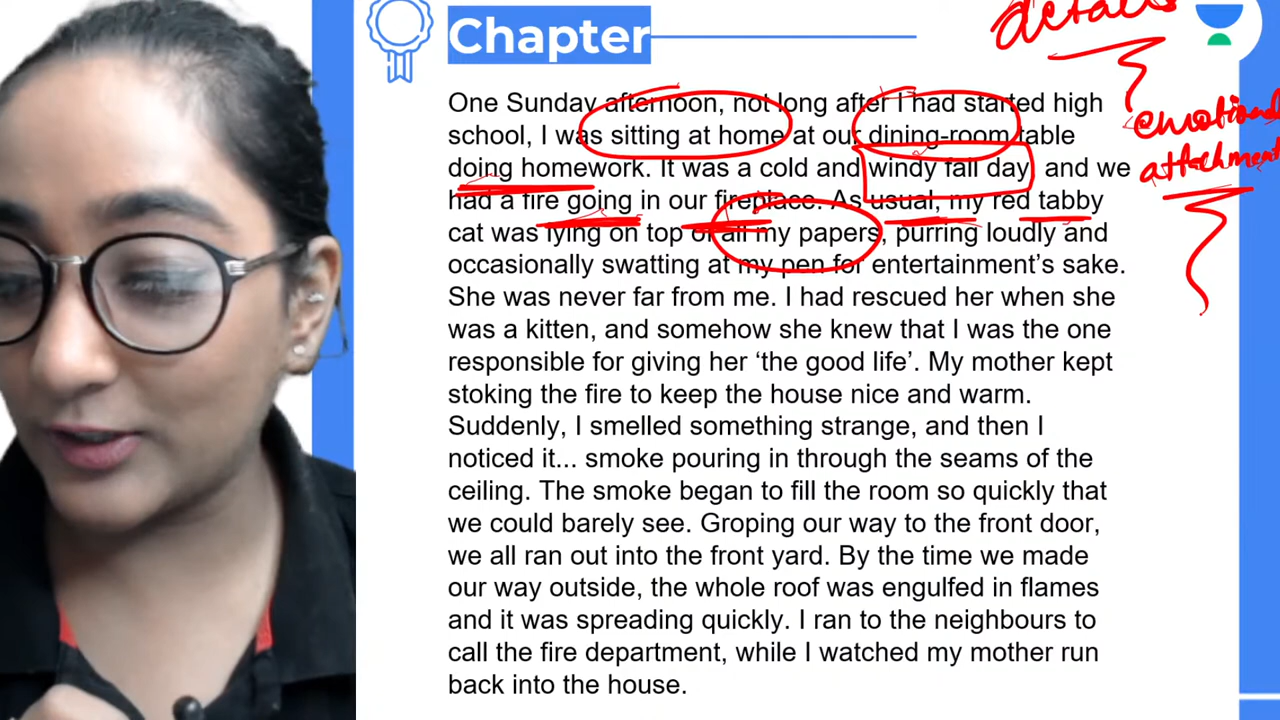 details
Chapter
emotional
attachment
One Sunday afternoon, not long after I had started high
school, I was sitting at home at our dining-room table
doing homework. It was a cold and windy fall day and we
had a fire going in our fireplace. As usual, my red tabby
cat was lying on top of all my papers, purring loudly and
occasionally swatting at my pen for entertainment’s sake.
She was never far from me. I had rescued her when she
was a kitten, and somehow she knew that I was the one
responsible for giving her ‘the good life’. My mother kept
stoking the fire to keep the house nice and warm.
Suddenly, I smelled something strange, and then I
noticed it... smoke pouring in through the seams of the
ceiling. The smoke began to fill the room so quickly that
we could barely see. Groping our way to the front door,
we all ran out into the front yard. By the time we made
our way outside, the whole roof was engulfed in flames
and it was spreading quickly. I ran to the neighbours to
call the fire department, while I watched my mother run
back into the house.